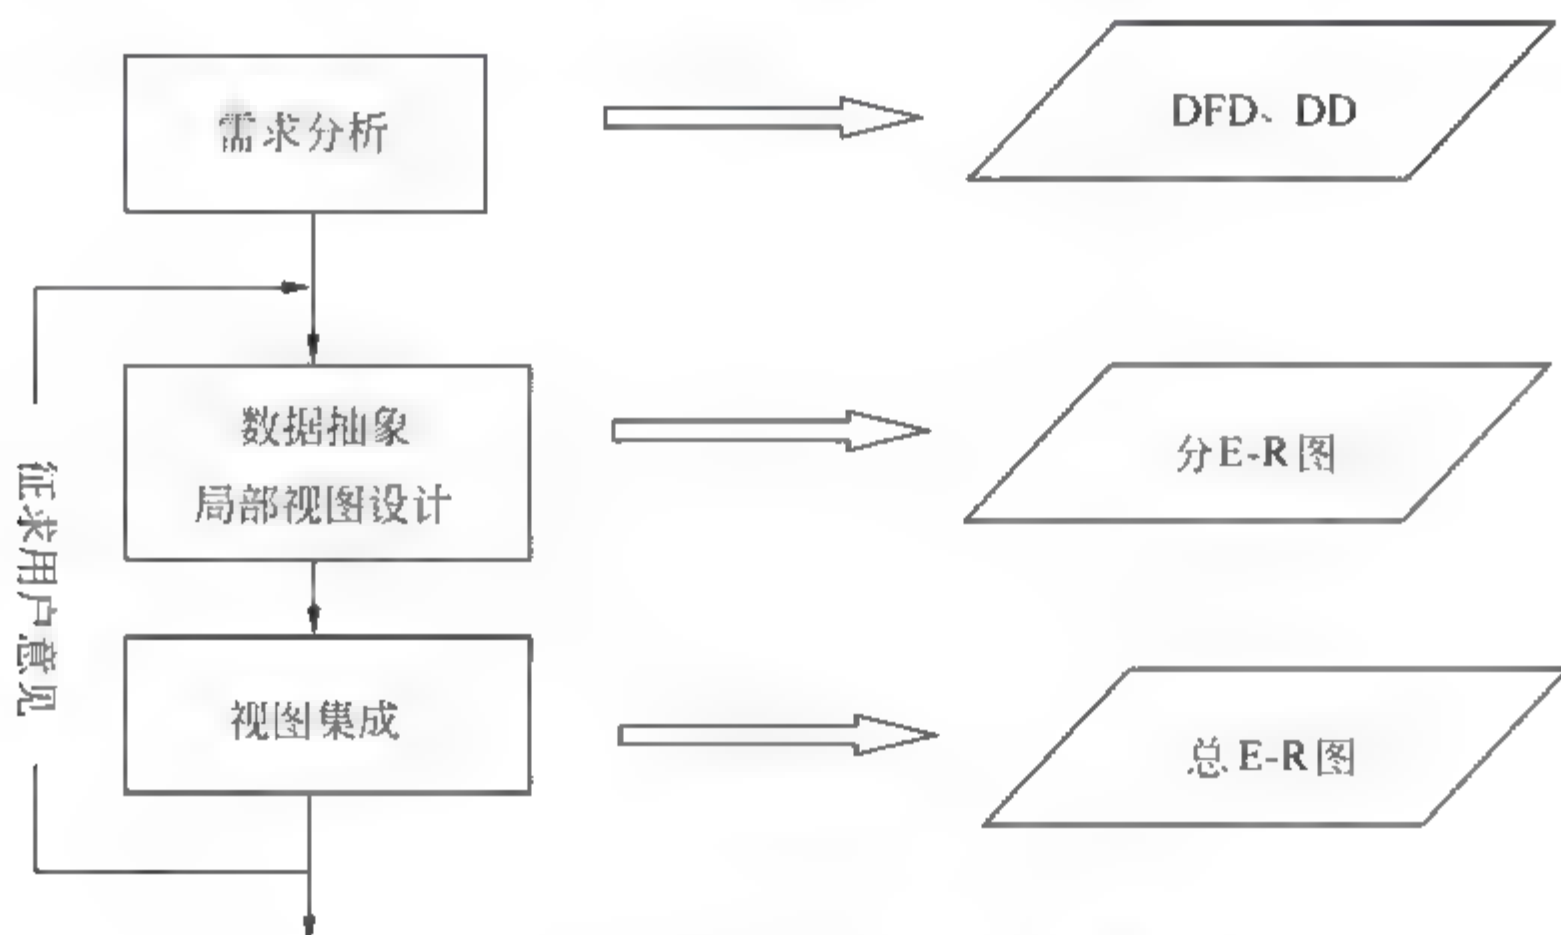 需求分析
DFD、DD
数据抽象
局部视图设计
分E-R图
征求用户意见
视图集成
总E-R图